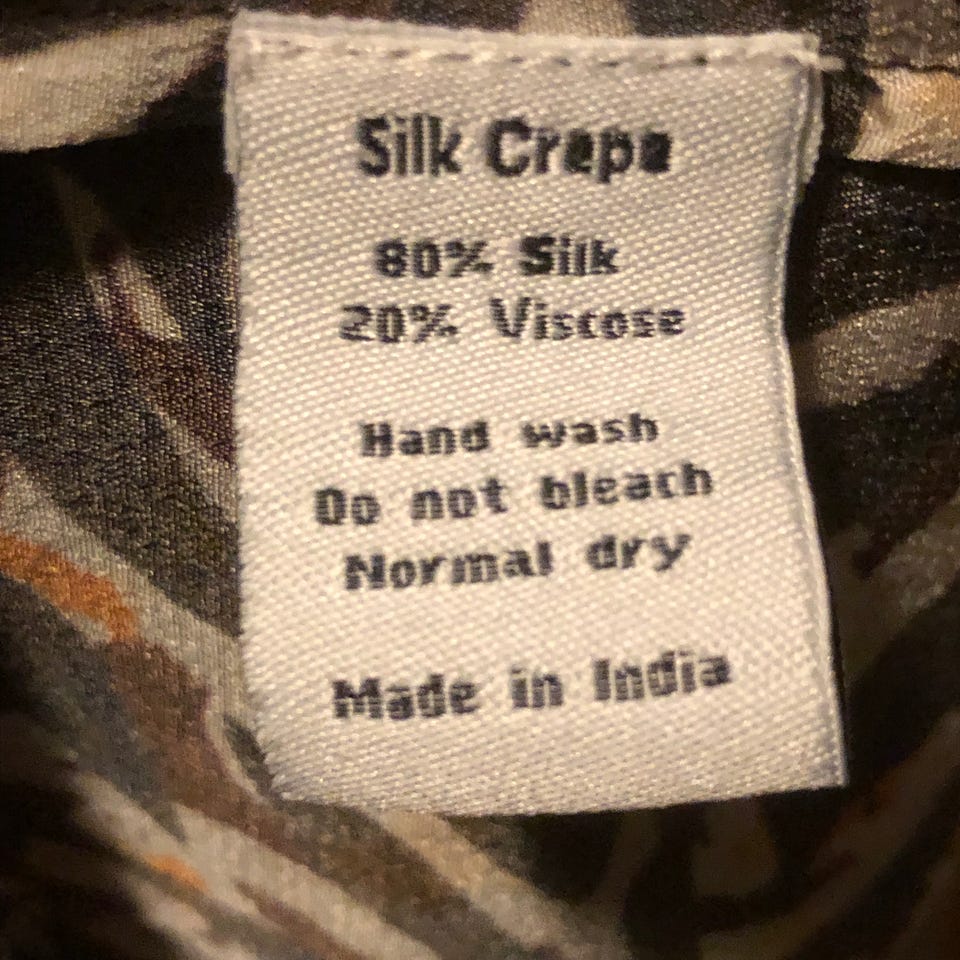 Silk Crepe
80% Silk
20% Viscose
Hand wash
Do not bleach
Normal dry
Made in India